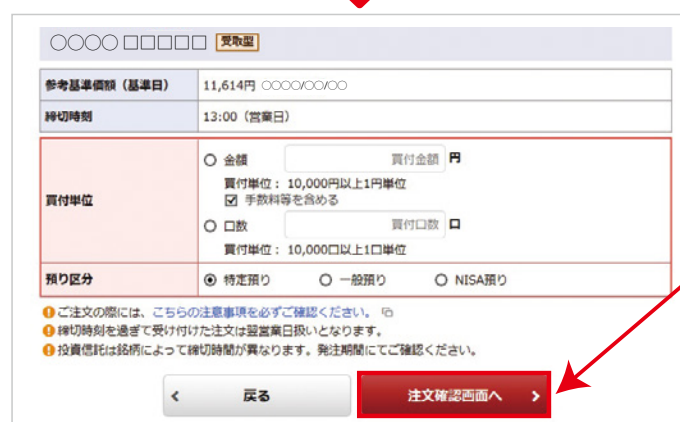 ○○○○ □□□□□ 受取型
参考基準価額（基準日） 11,614円 ○○○○/○○/○○
締切時刻 13:00（営業日）
買付単位
金額 買付金額 円
買付単位： 10,000円以上1円単位
手数料等を含める
口数 買付口数 口
買付単位： 10,000口以上1口単位
預り区分 特定預り 一般預り NISA預り
ご注文の際には、こちらの注意事項を必ずご確認ください。
締切時刻を過ぎて受け付けた注文は翌営業日扱いとなります。
投資信託は銘柄によって締切時間が異なります。発注期間にてご確認ください。
戻る 注文確認画面へ